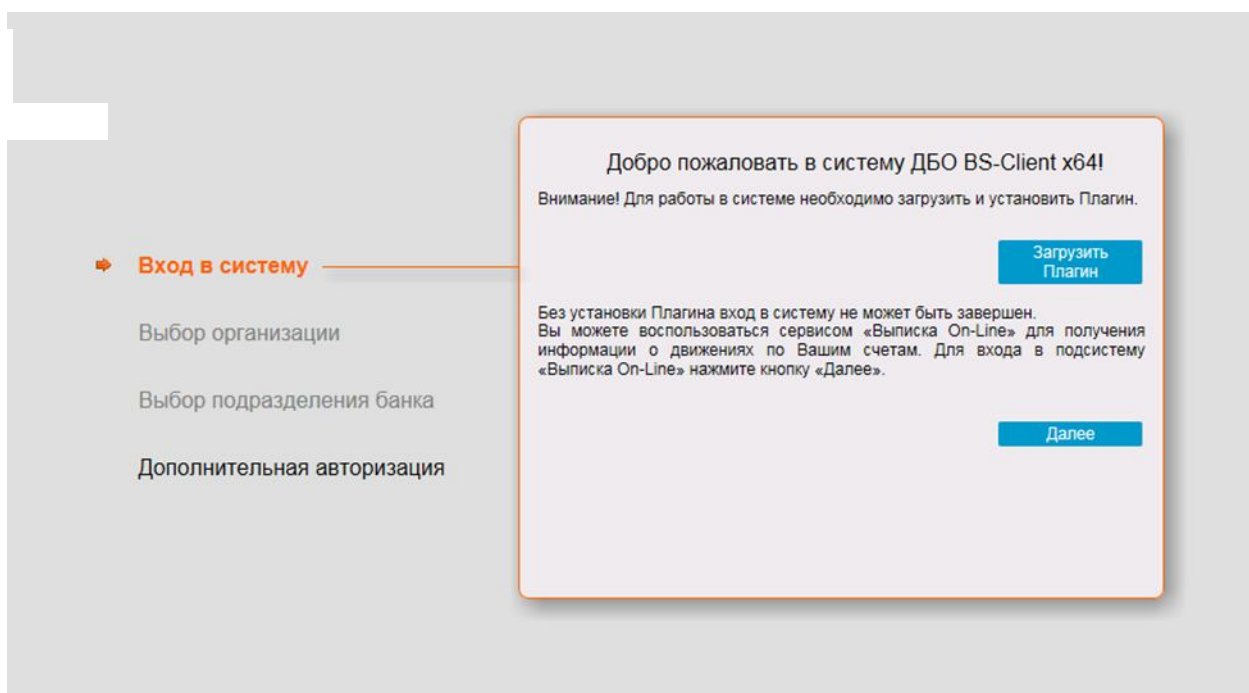 Добро пожаловать в систему ДБО BS-Client x64!
Внимание! Для работы в системе необходимо загрузить и установить Плагин.
Загрузить
Плагин
Вход в систему
Без установки Плагина вход в систему не может быть завершен.
Вы можете воспользоваться сервисом «Выписка On-Line» для получения
информации о движениях по Вашим счетам. Для входа в подсистему
«Выписка On-Line» нажмите кнопку «Далее».
Выбор организации
Выбор подразделения банка
Далее
Дополнительная авторизация